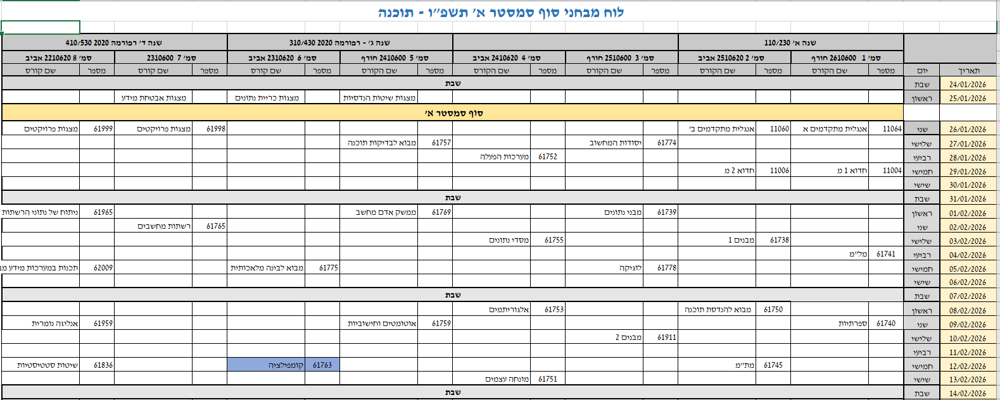 לוח מבחני סוף סמסטר א' תשפ"ו - תוכנה
שנה א' 110/230 שנה ג' - רפורמה 2020 310/430 שנה ד' רפורמה 2020 410/530
סמ' 1 2610600 חורף סמ' 2 2510620 אביב סמ' 3 2510600 חורף סמ' 4 2410620 אביב סמ' 5 2410600 חורף סמ' 6 2310620 אביב סמ' 7 2310600 סמ' 8 2210620 אביב
תאריך יום מספר שם הקורס מספר שם הקורס מספר שם הקורס מספר שם הקורס מספר שם הקורס מספר שם קורס מספר שם קורס מספר שם קורס
24/01/2026 שבת שבת
25/01/2026 ראשון מצגות שיטות הנדסיות מצגות כריית נתונים מצגות אבטחת מידע
סוף סמסטר א'
26/01/2026 שני 11064 אנגלית מתקדמים א 11060 אנגלית מתקדמים ב' 61998 מצגות פרויקטים 61999 מצגות פרויקטים
27/01/2026 שלישי 61774 יסודות המחשוב 61757 מבוא לבדיקות תוכנה
28/01/2026 רביעי 61752 מערכות הפעלה
29/01/2026 חמישי 11004 חדוא 1 מ 11006 חדוא 2 מ
30/01/2026 שישי
31/01/2026 שבת שבת
01/02/2026 ראשון 61739 מבני נתונים 61769 ממשק אדם מחשב 61965 ניתוח של נתוני הרשתות
02/02/2026 שני 61765 רשתות מחשבים
03/02/2026 שלישי 61738 מבנים 1 61755 מסדי נתונים
04/02/2026 רביעי 61741 מל"מ
05/02/2026 חמישי 61778 לוגיקה 61775 מבוא לבינה מלאכותית 62009 תכנות במערכות מידע
06/02/2026 שישי
07/02/2026 שבת שבת
08/02/2026 ראשון 61750 מבוא להנדסת תוכנה 61753 אלגוריתמים
09/02/2026 שני 61740 ספרתיות 61759 אוטומטים וחישוביות 61959 אנליזה נומרית
10/02/2026 שלישי 61911 מבנים 2
11/02/2026 רביעי
12/02/2026 חמישי 61745 מת"מ 61763 קומפילציה 61836 שיטות סטטיסטיות
13/02/2026 שישי 61751 מונחה עצמים
14/02/2026 שבת שבת